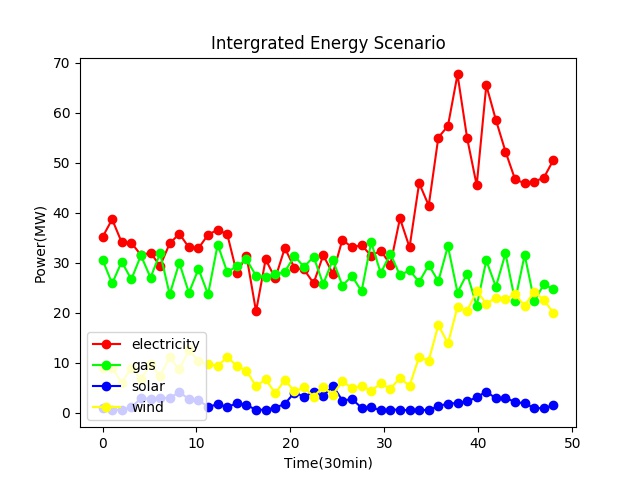 Intergrated Energy Scenario
Power(MW)
70
60
50
40
30
20
10
0
electricity
gas
solar
wind
0 10 20 30 40 50
Time(30min)